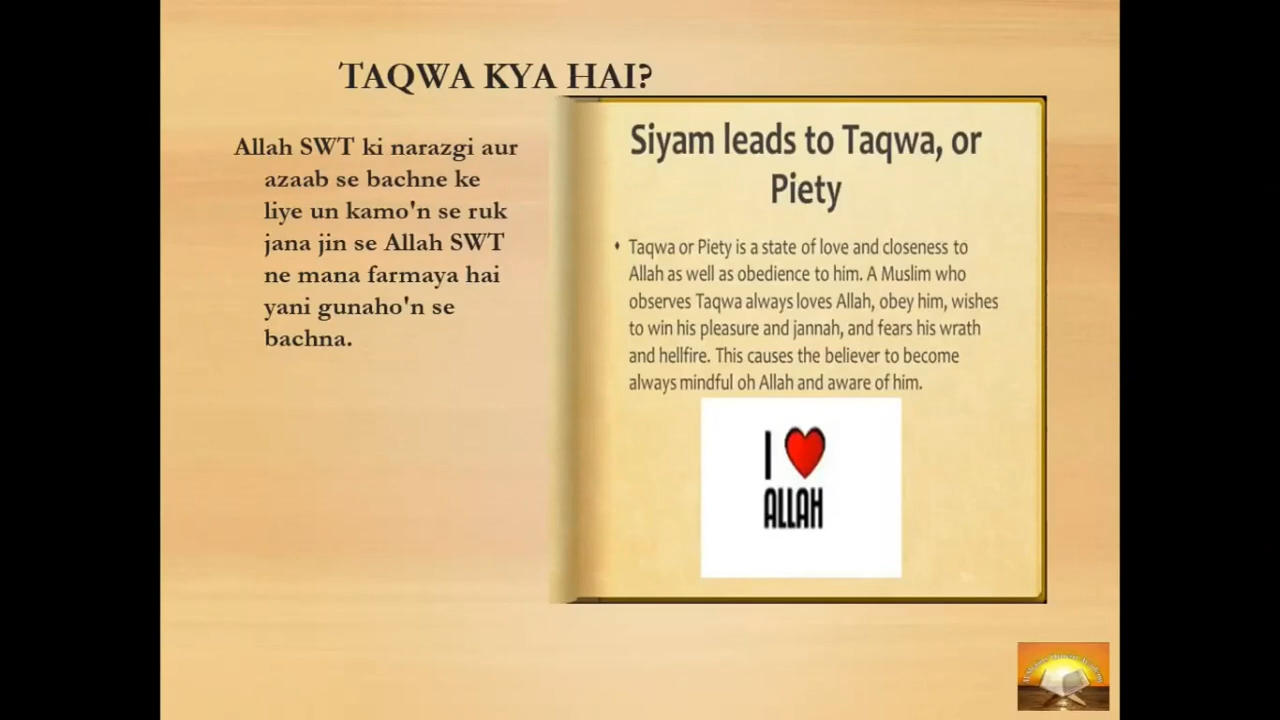 TAQWA KYA HAI?
Allah SWT ki narazgi aur
azaab se bachne ke
liye un kamo'n se ruk
jana jin se Allah SWT
ne mana farmaya hai
yani gunaho'n se
bachna.
Siyam leads to Taqwa, or
Piety
• Taqwa or Piety is a state of love and closeness to
Allah as well as obedience to him. A Muslim who
observes Taqwa always loves Allah, obey him, wishes
to win his pleasure and jannah, and fears his wrath
and hellfire. This causes the believer to become
always mindful oh Allah and aware of him.
I ❤
ALLAH